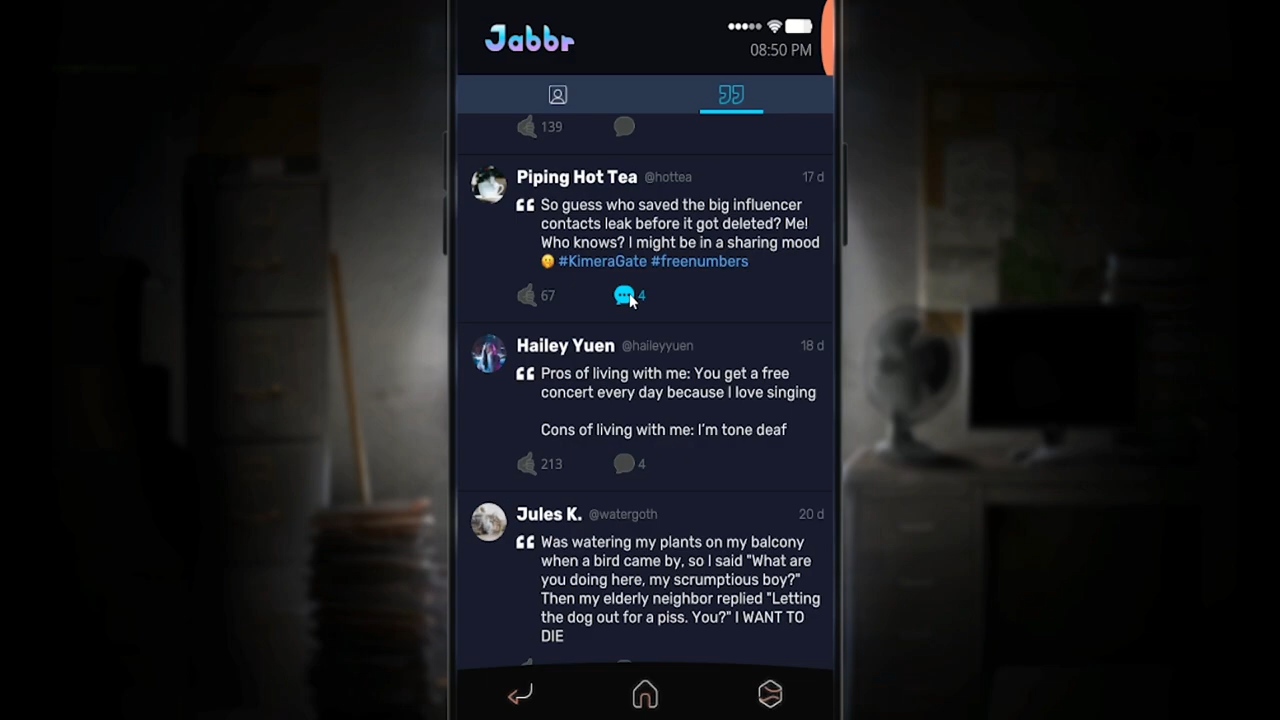 Jabbr
08:50 PM
139
Piping Hot Tea @hottea 17 d
So guess who saved the big influencer
contacts leak before it got deleted? Me!
Who knows? I might be in a sharing mood
#KimeraGate #freenumbers
67 4
Hailey Yuen @haileyyuen 18 d
Pros of living with me: You get a free
concert every day because I love singing
Cons of living with me: I'm tone deaf
213 4
Jules K. @watergoth 20 d
Was watering my plants on my balcony
when a bird came by, so I said "What are
you doing here, my scrumptious boy?"
Then my elderly neighbor replied "Letting
the dog out for a piss. You?" I WANT TO
DIE